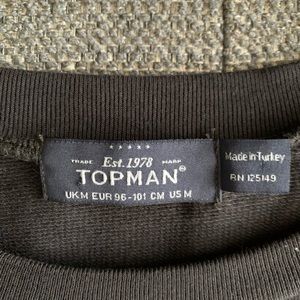 TRADE Est. 1978 MARK
TOPMAN®
UK M EUR 96-101 CM US M
Made in Turkey
RN 125149